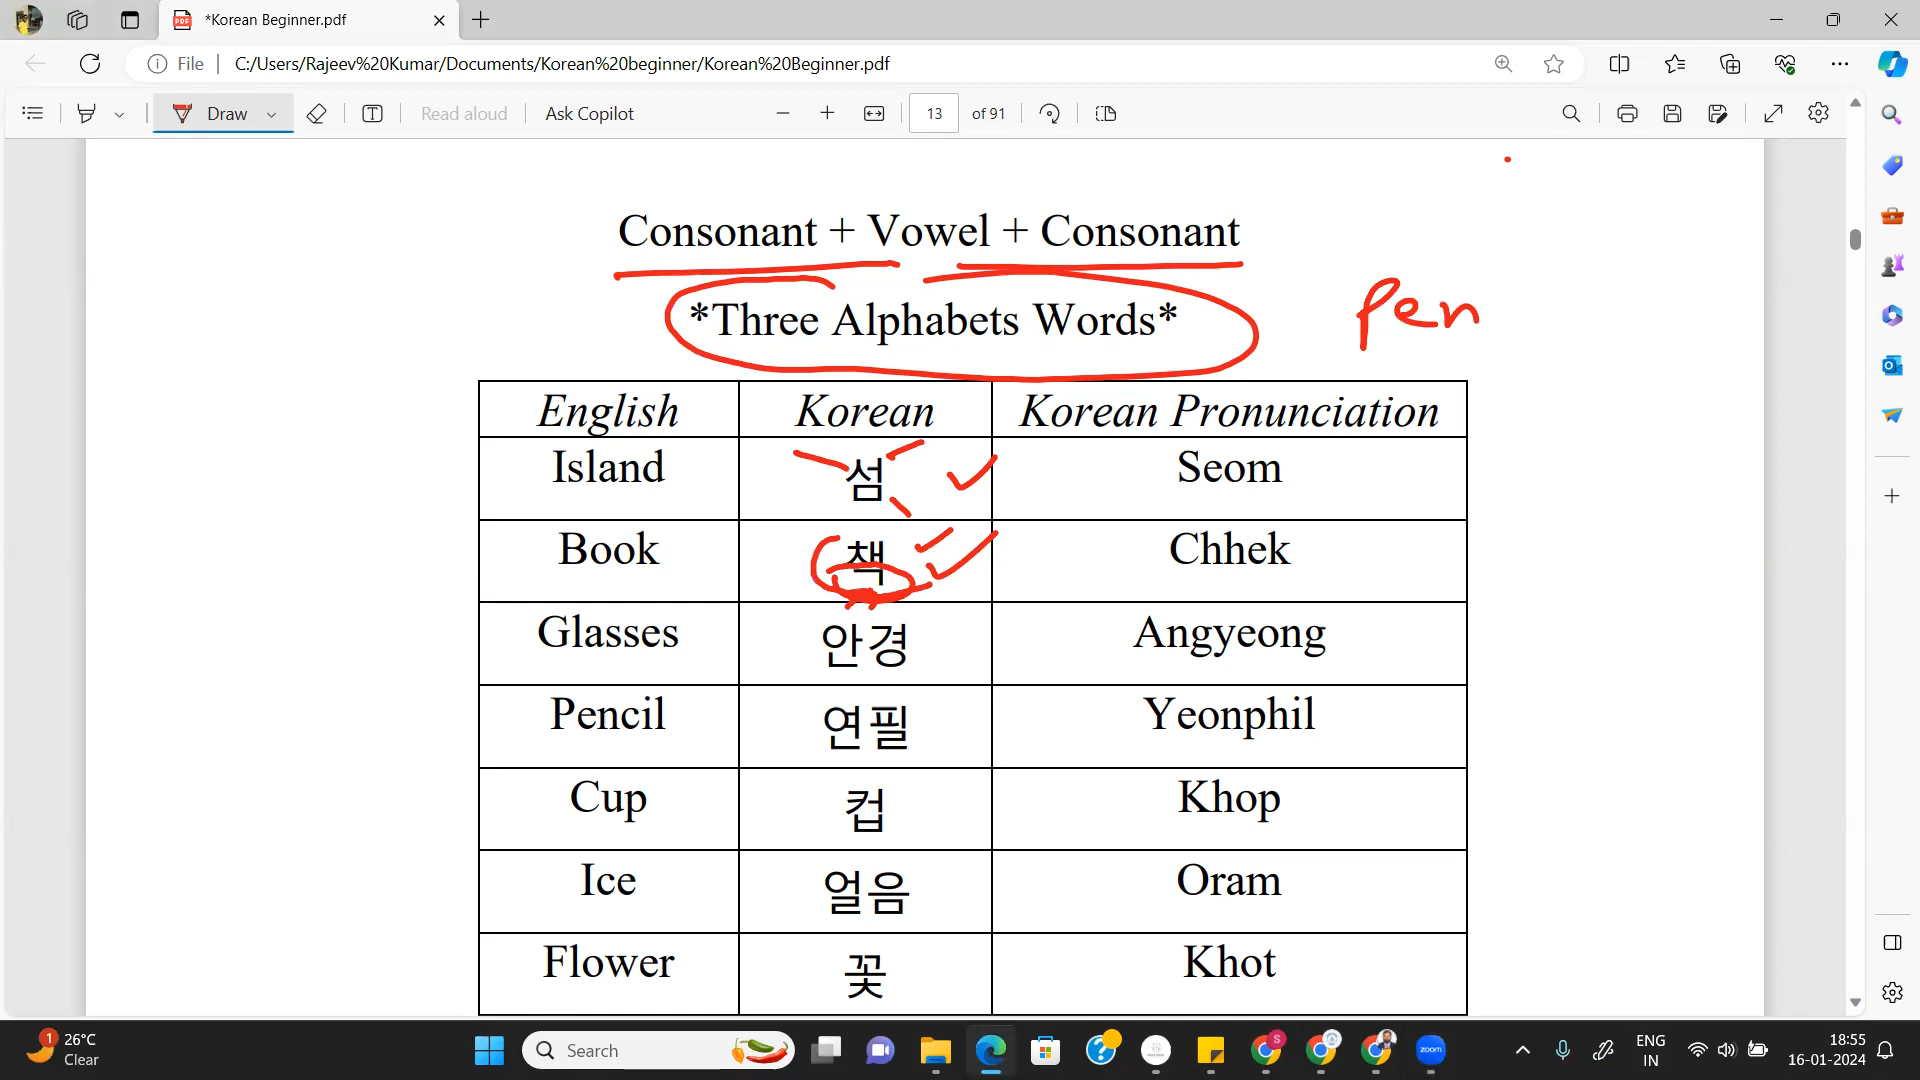 *Korean Beginner.pdf
File
C:/Users/Rajeev%20Kumar/Documents/Korean%20beginner/Korean%20Beginner.pdf
Draw
Read aloud
Ask Copilot
13 of 91
Consonant + Vowel + Consonant
*Three Alphabets Words*
pen
English Korean Korean Pronunciation
Island 섬 Seom
Book 책 Chhek
Glasses 안경 Angyeong
Pencil 연필 Yeonphil
Cup 컵 Khop
Ice 얼음 Oram
Flower 꽃 Khot
1
26°C
Clear
Search
zoom
ENG
IN
18:55
16-01-2024